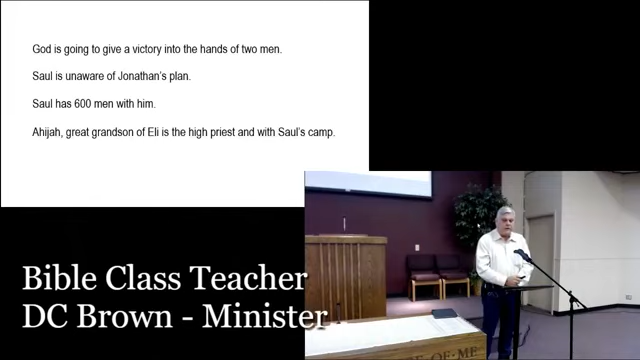 God is going to give a victory into the hands of two men.
Saul is unaware of Jonathan's plan.
Saul has 600 men with him.
Ahijah, great grandson of Eli is the high priest and with Saul's camp.
Bible Class Teacher
DC Brown - Minister
OF ME